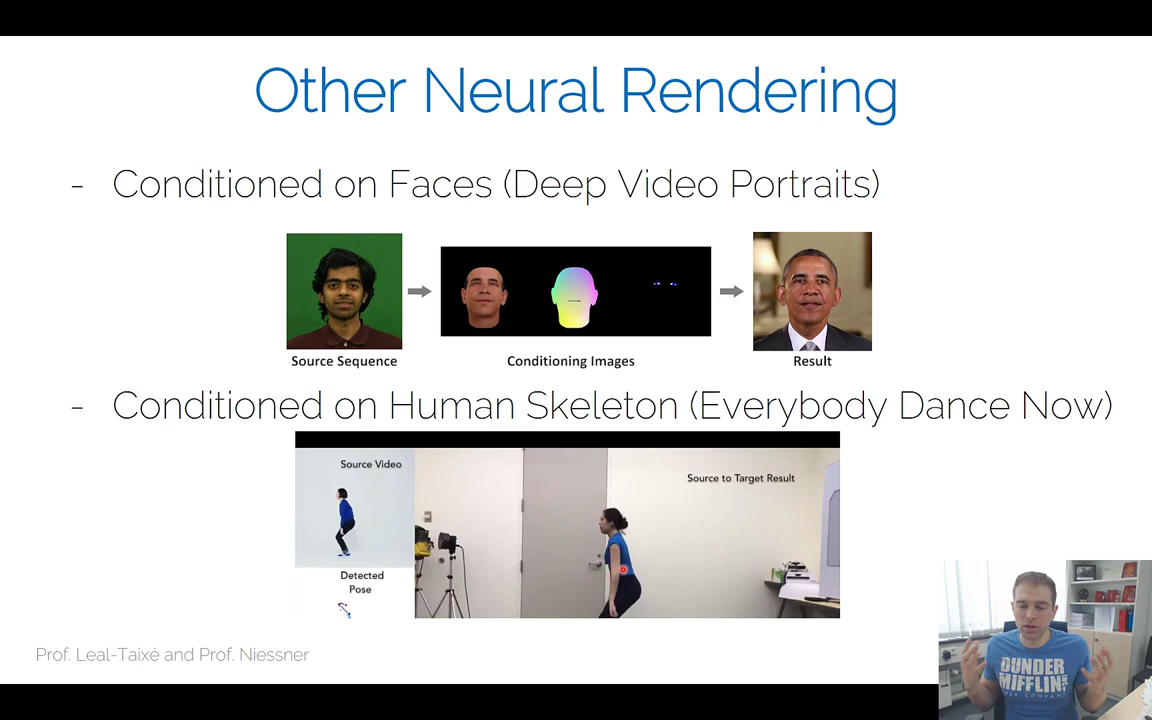 Other Neural Rendering
- Conditioned on Faces (Deep Video Portraits)
Source Sequence
Conditioning Images
Result
- Conditioned on Human Skeleton (Everybody Dance Now)
Source Video
Source to Target Result
Detected
Pose
Prof. Leal-Taixé and Prof. Niessner
DUNDER
MIFFLIN